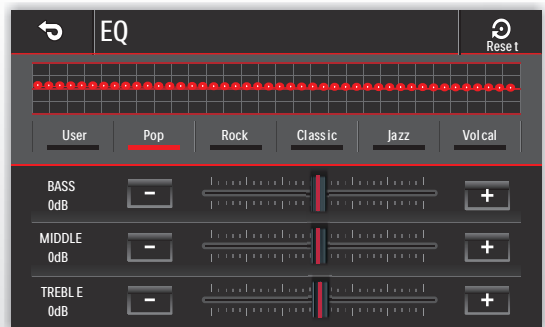 EQ
Reset
User Pop Rock Classic Jazz Volcal
BASS
0dB
- +
MIDDLE
0dB
- +
TREBLE
0dB
- +